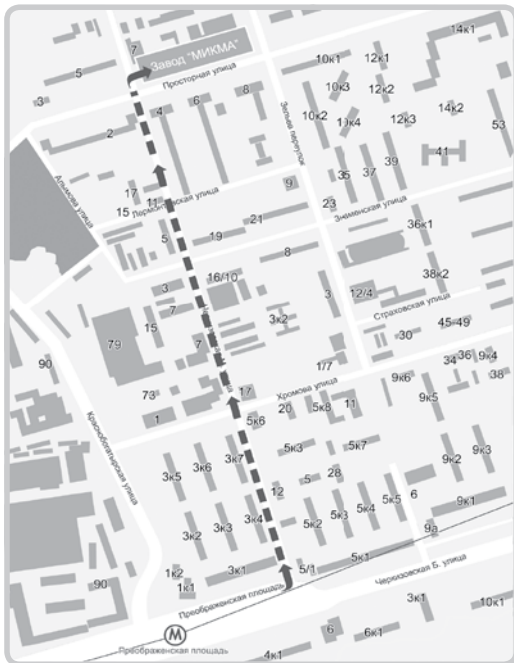 14к1
7
Завод "МИКМА"
5
10к1
12к1
Просторная улица
3
10к3
12к2
8
6
4
10к2
10к4
12к3
14к2
53
2
Зельев переулок
41
39
37
35
Алымова улица
9
17
11
Лермонтовская улица
15
23
21
Знаменская улица
5
19
36к1
8
16/10
38к2
3
7
3
12/4
Страховская улица
3к2
15
45-49
79
7
30
90
1/7
34
36
9к4
38
73
Хромова улица
9к6
17
1
20
5к8
11
9к5
5к6
Краснобогатырская улица
3к7
5к3
5к7
3к6
3к5
9к3
9к2
28
5
12
5к5
6
5к4
5к3
5к2
9к1
3к4
3к3
3к2
9а
5к1
5/1
1к2
3к1
90
1к1
Черкизовская Б. улица
Преображенская площадь
3к1
10к1
М
6
6к1
Преображенская площадь
4к1